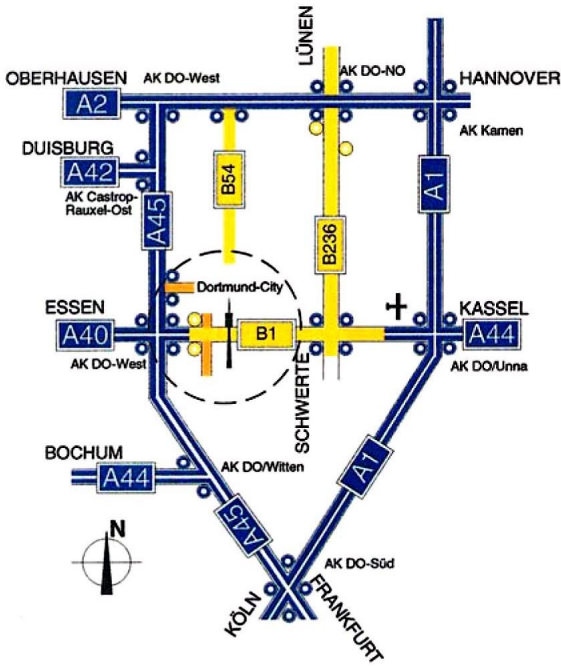 LÜNEN
OBERHAUSEN
AK DO-West
AK DO-NO
HANNOVER
A2
AK Kamen
DUISBURG
A42
AK Castrop-
Rauxel-Ost
A45
B54
B236
A1
Dortmund-City
ESSEN
KASSEL
A40
B1
A44
AK DO-West
AK DO/Unna
SCHWERTE
BOCHUM
AK DO/Witten
A44
A1
A45
N
AK DO-Süd
KÖLN
FRANKFURT